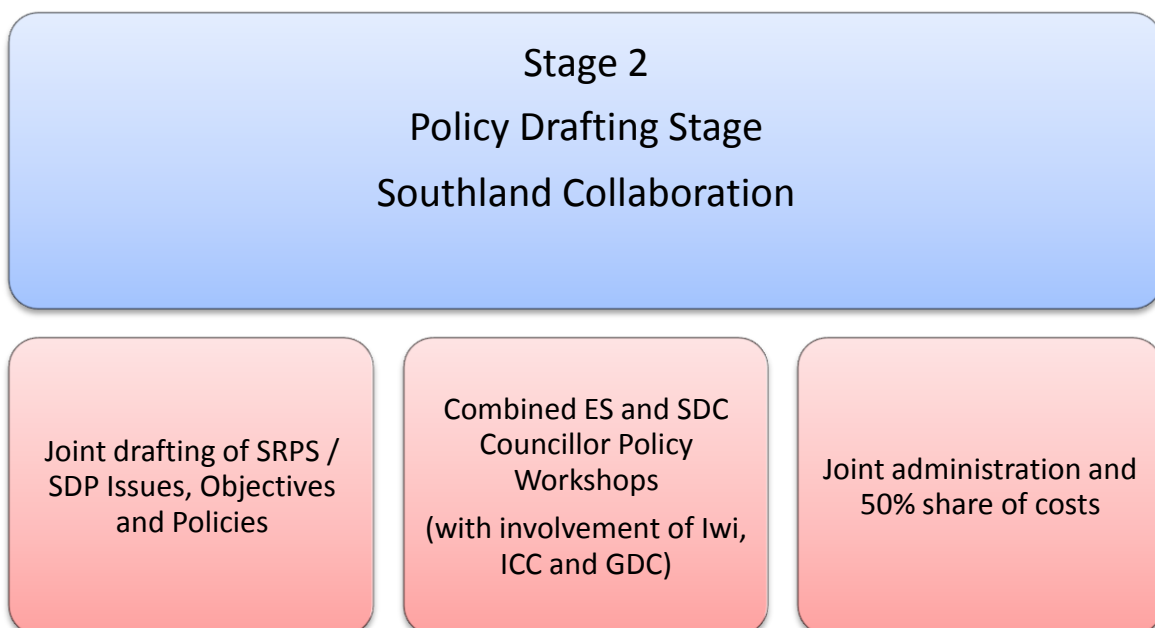 Stage 2
Policy Drafting Stage
Southland Collaboration
Joint drafting of SRPS /
SDP Issues, Objectives
and Policies
Combined ES and SDC
Councillor Policy
Workshops
(with involvement of Iwi,
ICC and GDC)
Joint administration and
50% share of costs